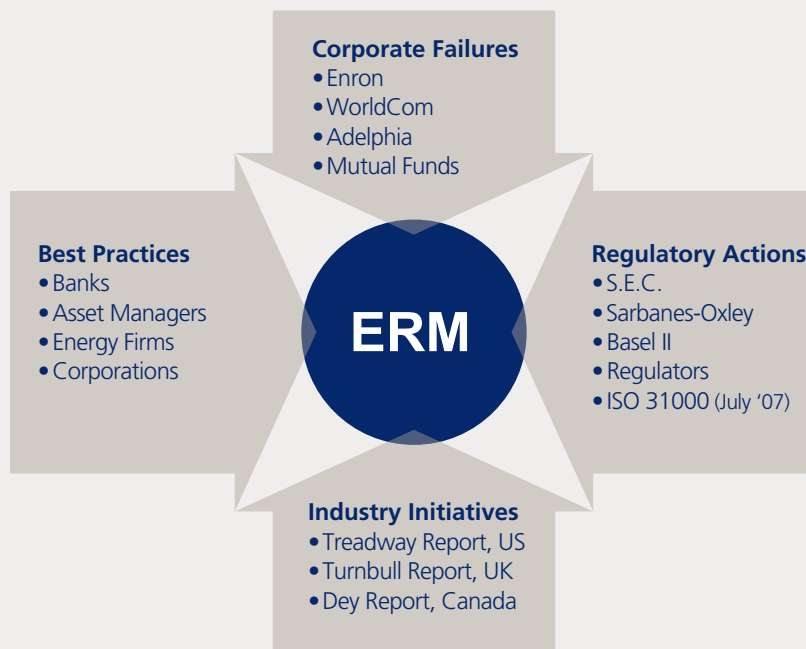 Corporate Failures
•Enron
•WorldCom
•Adelphia
•Mutual Funds
Best Practices
•Banks
•Asset Managers
•Energy Firms
•Corporations
ERM
Regulatory Actions
•S.E.C.
•Sarbanes-Oxley
•Basel II
•Regulators
•ISO 31000 (July ‘07)
Industry Initiatives
•Treadway Report, US
•Turnbull Report, UK
•Dey Report, Canada